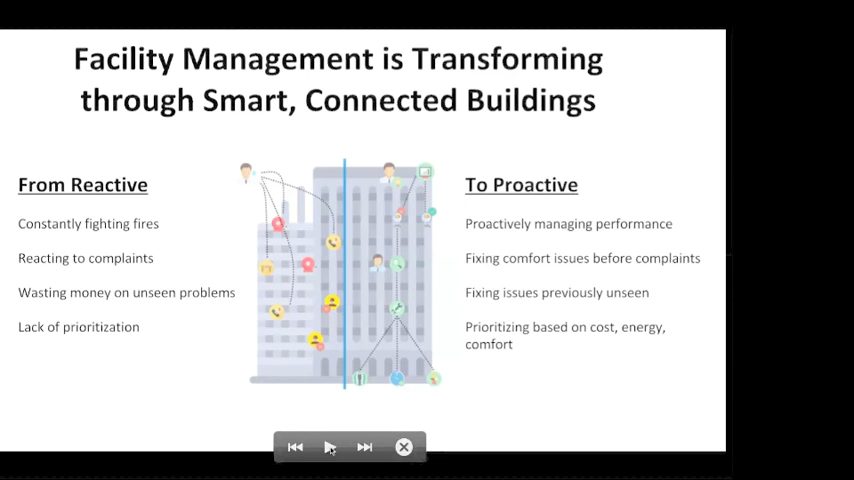 Facility Management is Transforming
through Smart, Connected Buildings
From Reactive
Constantly fighting fires
Reacting to complaints
Wasting money on unseen problems
Lack of prioritization
To Proactive
Proactively managing performance
Fixing comfort issues before complaints
Fixing issues previously unseen
Prioritizing based on cost, energy,
comfort